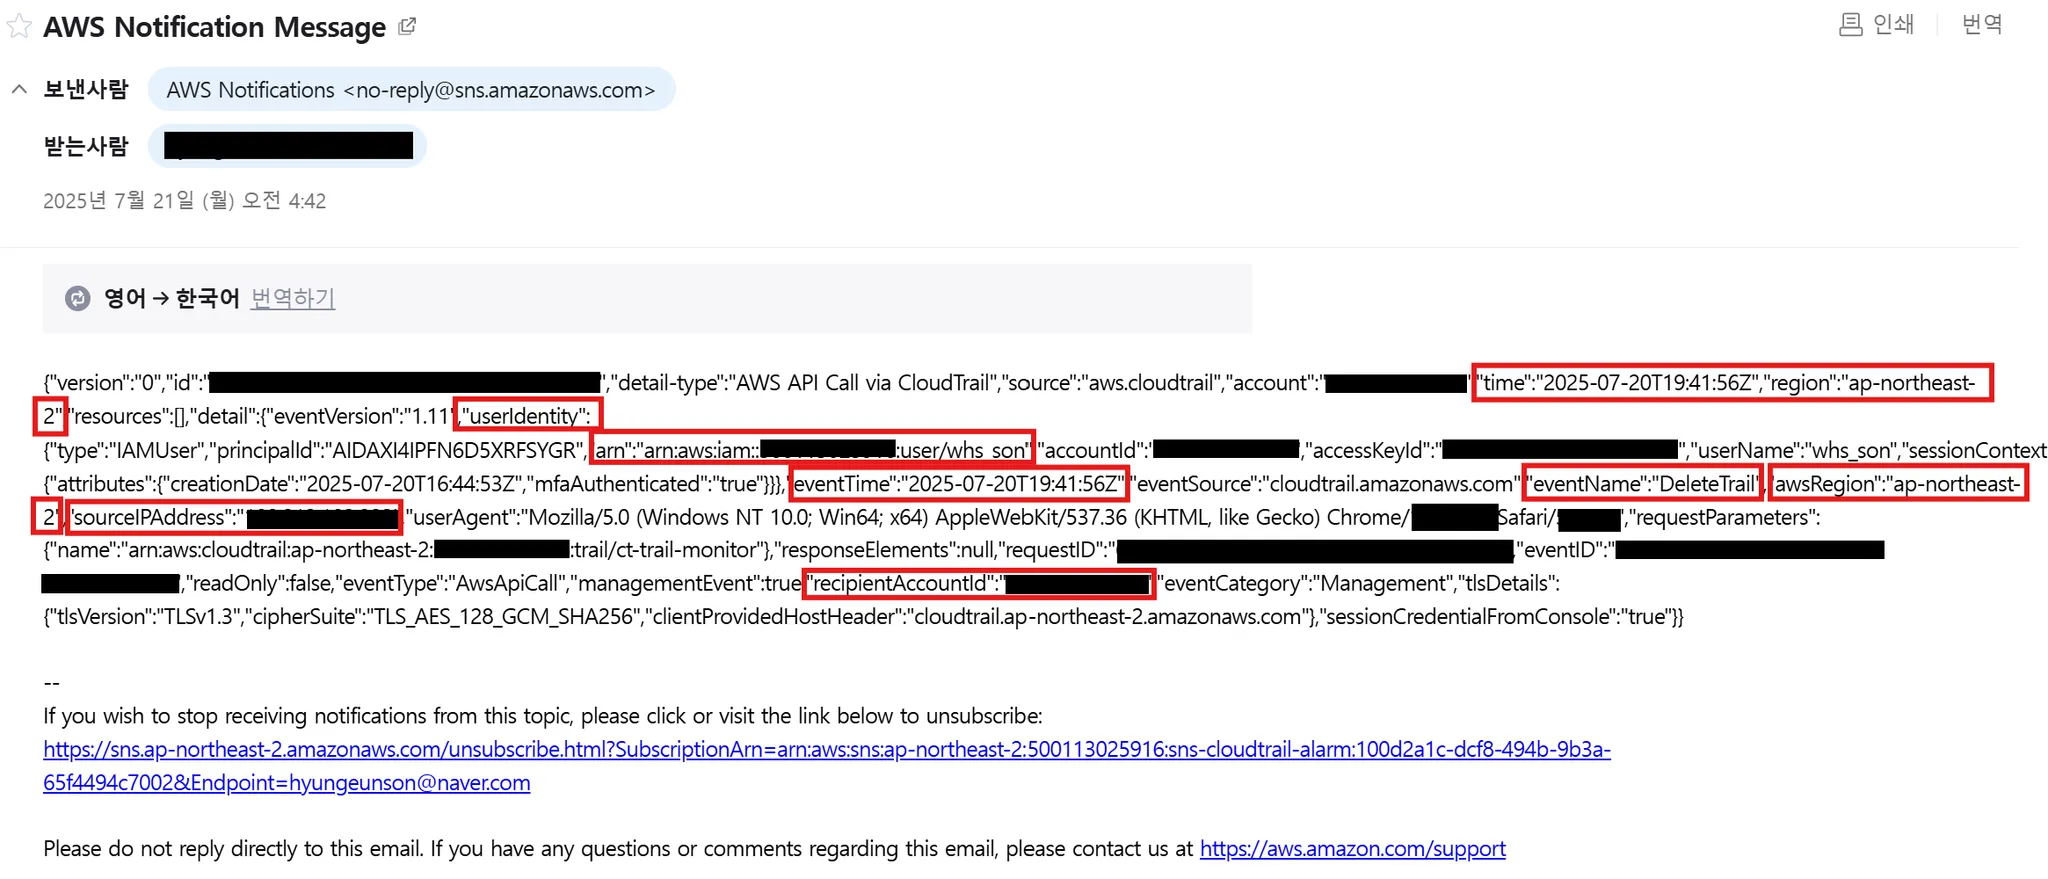 AWS Notification Message
인쇄 번역
보낸사람 AWS Notifications <no-reply@sns.amazonaws.com>
받는사람
2025년 7월 21일 (월) 오전 4:42
영어 → 한국어 번역하기
{"version":"0","id":" ","detail-type":"AWS API Call via CloudTrail","source":"aws.cloudtrail","account":" "time":"2025-07-20T19:41:56Z","region":"ap-northeast-
2" "resources":[],"detail":{"eventVersion":"1.11","userIdentity":
{"type":"IAMUser","principalId":"AIDAXI4IPFN6D5XRFSYGR","arn":"arn:aws:iam:: :user/whs_son" "accountId":" ","accessKeyId":" ","userName":"whs_son","sessionContext
{"attributes":{"creationDate":"2025-07-20T16:44:53Z","mfaAuthenticated":"true"}}},"eventTime":"2025-07-20T19:41:56Z" "eventSource":"cloudtrail.amazonaws.com" "eventName":"DeleteTrail","awsRegion":"ap-northeast-
2","sourceIPAddress":" ,"userAgent":"Mozilla/5.0 (Windows NT 10.0; Win64; x64) AppleWebKit/537.36 (KHTML, like Gecko) Chrome/ Safari/ ","requestParameters":
{"name":"arn:aws:cloudtrail:ap-northeast-2: :trail/ct-trail-monitor"},"responseElements":null,"requestID":" ,"eventID":"
","readOnly":false,"eventType":"AwsApiCall","managementEvent":true "recipientAccountId":" "eventCategory":"Management","tlsDetails":
{"tlsVersion":"TLSv1.3","cipherSuite":"TLS_AES_128_GCM_SHA256","clientProvidedHostHeader":"cloudtrail.ap-northeast-2.amazonaws.com"},"sessionCredentialFromConsole":"true"}}
--
If you wish to stop receiving notifications from this topic, please click or visit the link below to unsubscribe:
https://sns.ap-northeast-2.amazonaws.com/unsubscribe.html?SubscriptionArn=arn:aws:sns:ap-northeast-2:500113025916:sns-cloudtrail-alarm:100d2a1c-dcf8-494b-9b3a-
65f4494c7002&Endpoint=hyungeunson@naver.com
Please do not reply directly to this email. If you have any questions or comments regarding this email, please contact us at https://aws.amazon.com/support